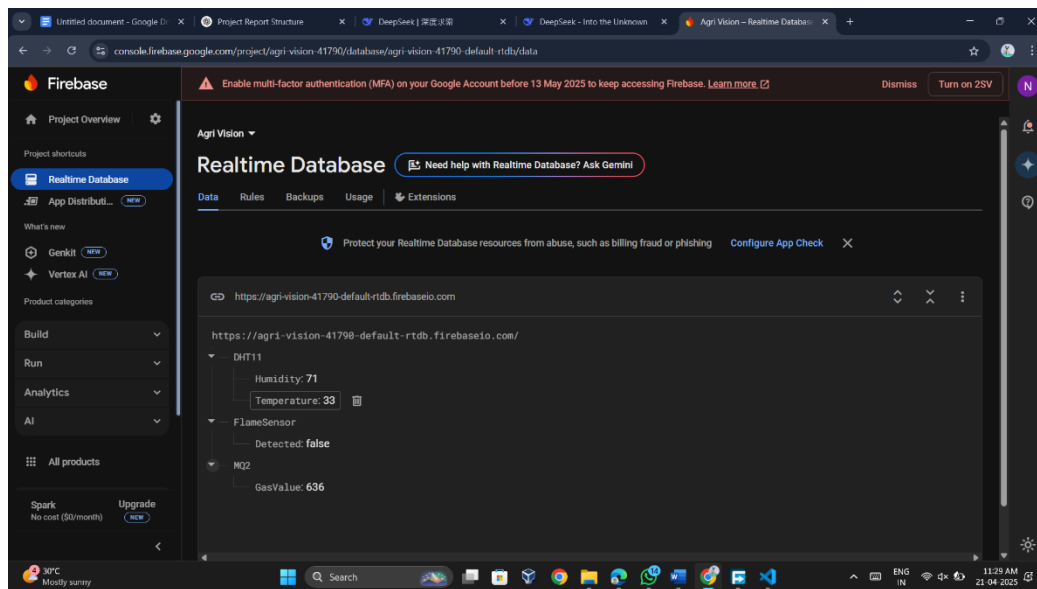 Untitled document - Google Do
Project Report Structure
DeepSeek | 深度求索
DeepSeek - Into the Unknown
Agri Vision – Realtime Database
console.firebase.google.com/project/agri-vision-41790/database/agri-vision-41790-default-rtdb/data
Firebase
Enable multi-factor authentication (MFA) on your Google Account before 13 May 2025 to keep accessing Firebase. Learn more
Dismiss
Turn on 2SV
N
Project Overview
Project shortcuts
Realtime Database
App Distributi... NEW
What's new
Genkit NEW
Vertex AI NEW
Product categories
Build
Run
Analytics
AI
All products
Spark
No cost ($0/month)
Upgrade
NEW
Agri Vision
Realtime Database
Need help with Realtime Database? Ask Gemini
Data Rules Backups Usage Extensions
Protect your Realtime Database resources from abuse, such as billing fraud or phishing Configure App Check
https://agri-vision-41790-default-rtdb.firebaseio.com
https://agri-vision-41790-default-rtdb.firebaseio.com/
DHT11
Humidity: 71
Temperature: 33
FlameSensor
Detected: false
MQ2
GasValue: 636
4
30°C
Mostly sunny
Search
14
ENG
IN
11:29 AM
21-04-2025